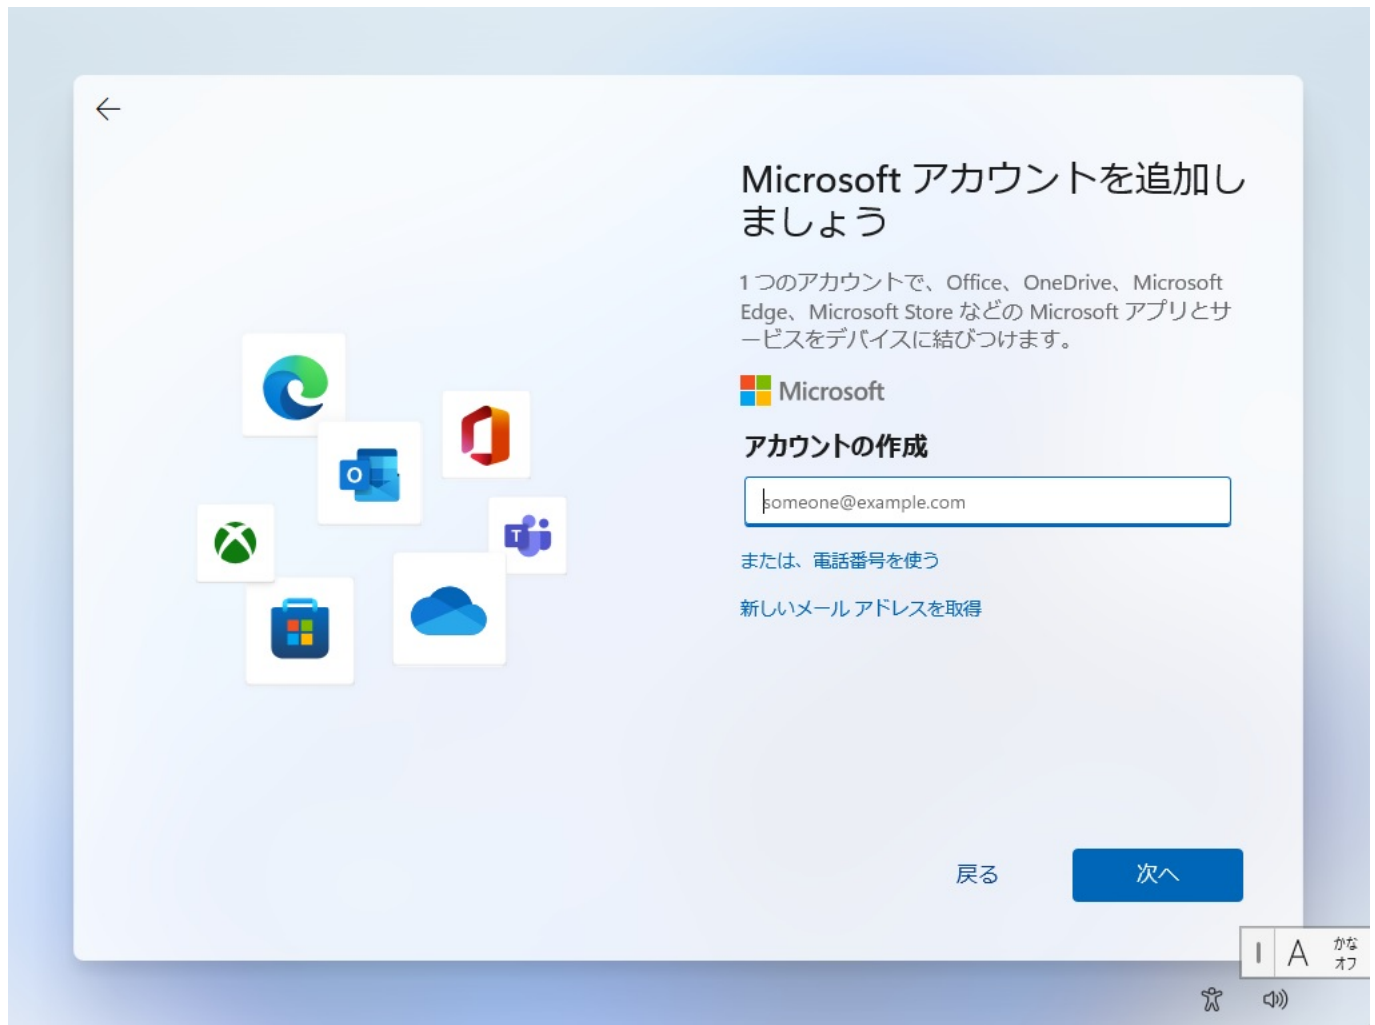 Microsoft アカウントを追加し
ましょう
1 つのアカウントで、Office、OneDrive、Microsoft
Edge、Microsoft Store などの Microsoft アプリとサ
ービスをデバイスに結びつけます。
Microsoft
アカウントの作成
someone@example.com
または、電話番号を使う
新しいメール アドレスを取得
戻る
次へ
A
かな
オフ